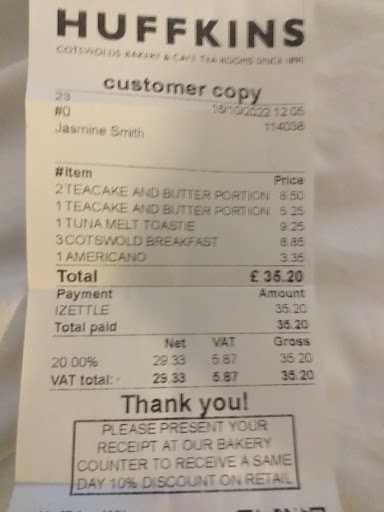 HUFFKINS
COTSWOLDS BAKERY & CAFE TEA ROOMS SINCE 1890
customer copy
23
#0 18/10/2022 12:05
Jasmine Smith 114036
#Item Price
2 TEACAKE AND BUTTER PORTION 8.50
1 TEACAKE AND BUTTER PORTION 5.25
1 TUNA MELT TOASTIE 9.25
3 COTSWOLD BREAKFAST 8.85
1 AMERICANO 3.35
Total £ 35.20
Payment Amount
IZETTLE 35.20
Total paid 35.20
Net VAT Gross
20.00% 29.33 5.87 35.20
VAT total:- 29.33 5.87 35.20
Thank you!
PLEASE PRESENT YOUR
RECEIPT AT OUR BAKERY
COUNTER TO RECEIVE A SAME
DAY 10% DISCOUNT ON RETAIL